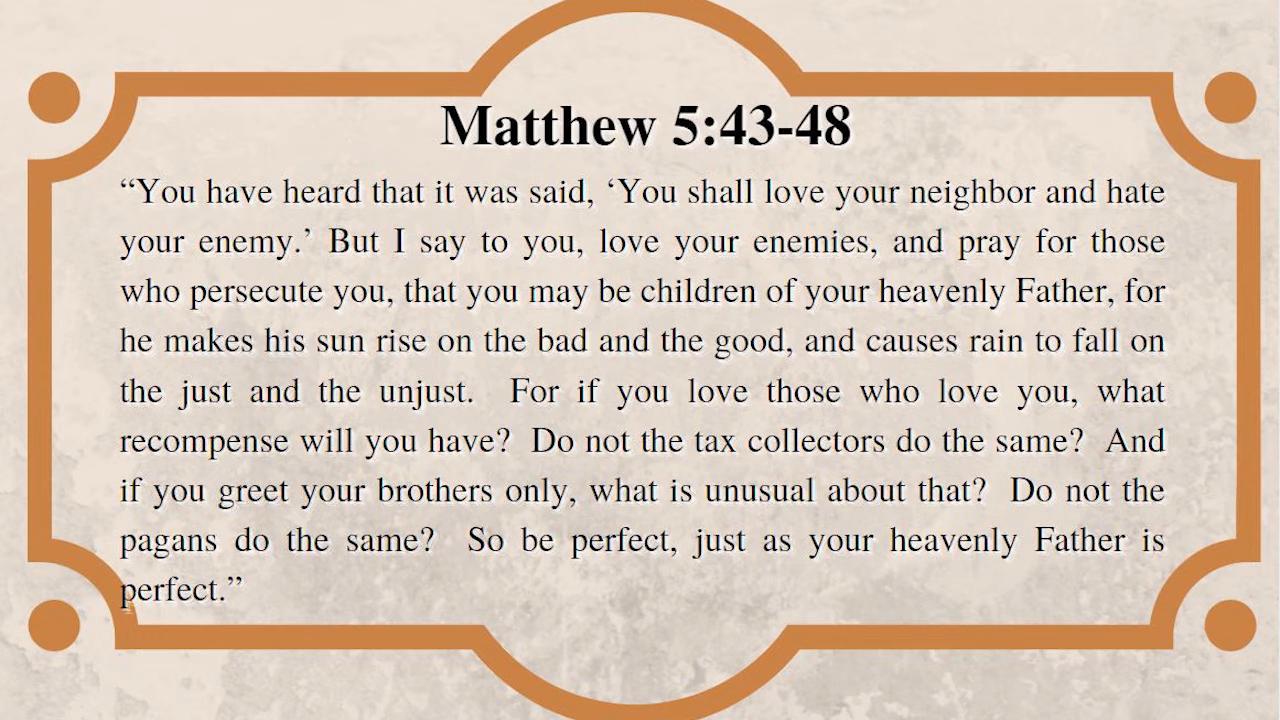 Matthew 5:43-48
“You have heard that it was said, ‘You shall love your neighbor and hate
your enemy.’ But I say to you, love your enemies, and pray for those
who persecute you, that you may be children of your heavenly Father, for
he makes his sun rise on the bad and the good, and causes rain to fall on
the just and the unjust.  For if you love those who love you, what
recompense will you have?  Do not the tax collectors do the same?  And
if you greet your brothers only, what is unusual about that?  Do not the
pagans do the same?  So be perfect, just as your heavenly Father is
perfect.”